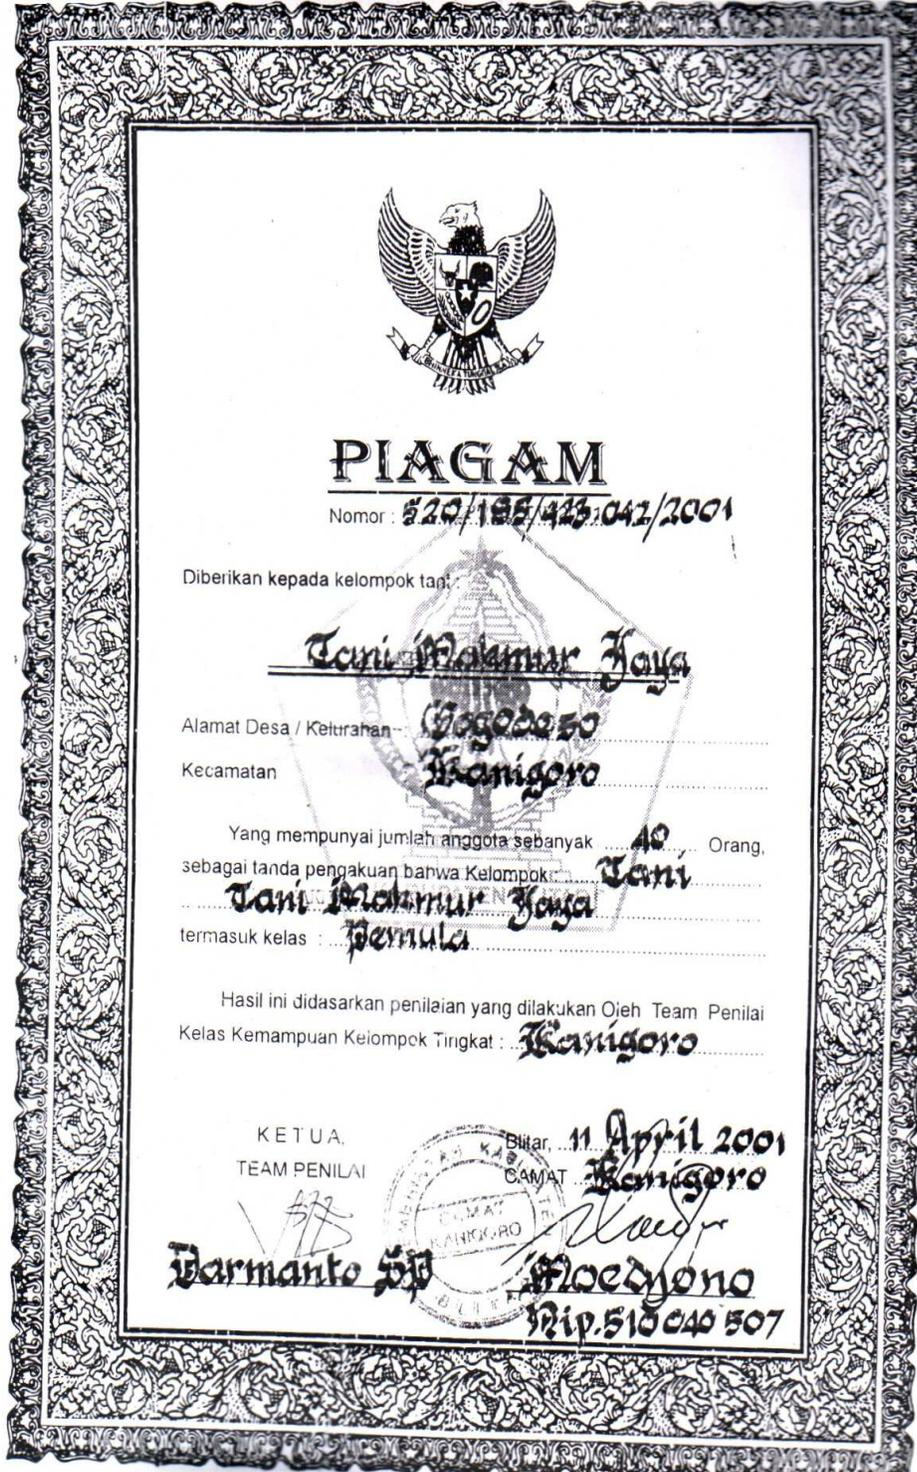 BHINNEKA TUNGGAL IKA
PIAGAM
Nomor : 520/185/423.042/2001
Diberikan kepada kelompok tani :
Tani Makmur Jaya
Alamat Desa / Kelurahan Gogodeso
Kecamatan Kanigoro
Yang mempunyai jumlah anggota sebanyak 40 Orang,
sebagai tanda pengakuan bahwa Kelompok Tani
Tani Makmur Jaya
termasuk kelas : Pemula
Hasil ini didasarkan penilaian yang dilakukan Oleh Team Penilai
Kelas Kemampuan Kelompok Tingkat : Kanigoro
KETUA,
TEAM PENILAI
Darmanto SP
Blitar, 11 April 2001
CAMAT Kanigoro
CAMAT
KANIGORO
BLITAR
Moedjono
Nip. 510 040 507